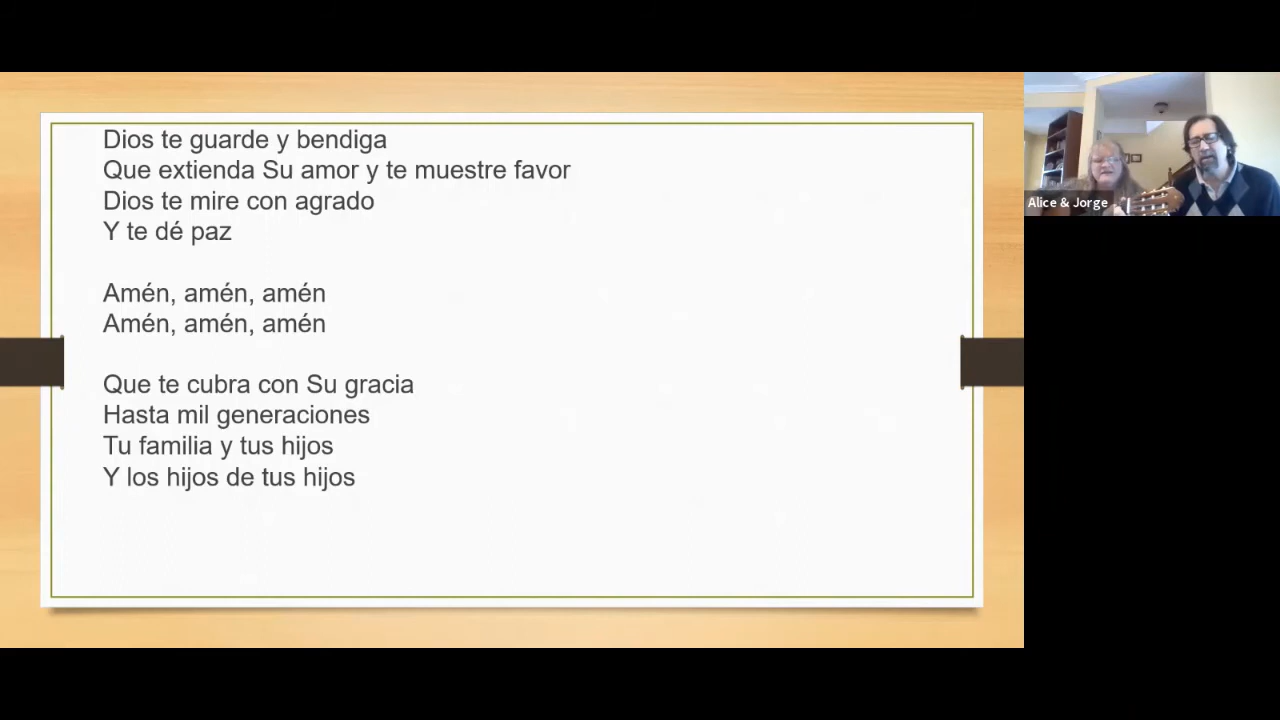 Dios te guarde y bendiga
Que extienda Su amor y te muestre favor
Dios te mire con agrado
Y te dé paz
Amén, amén, amén
Amén, amén, amén
Que te cubra con Su gracia
Hasta mil generaciones
Tu familia y tus hijos
Y los hijos de tus hijos
Alice & Jorge